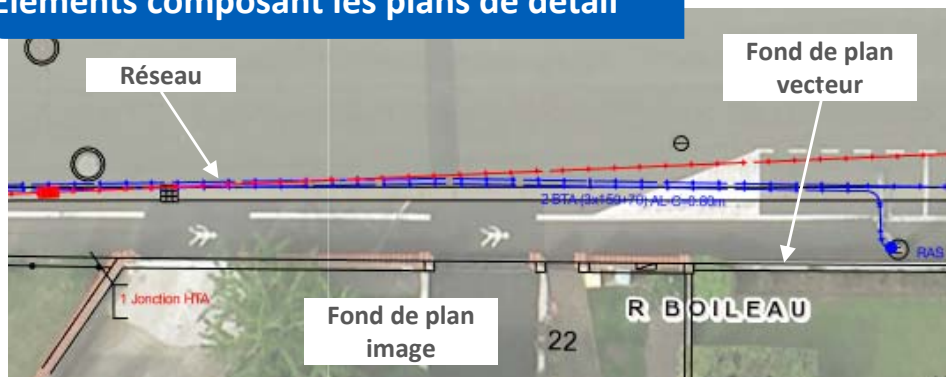 Eléments composant les plans de détail
Réseau
Fond de plan
vecteur
2 BTA (3x150+70) AL-C=0.80m
RAS
1 Jonction HTA
Fond de plan
image
R BOILEAU
22